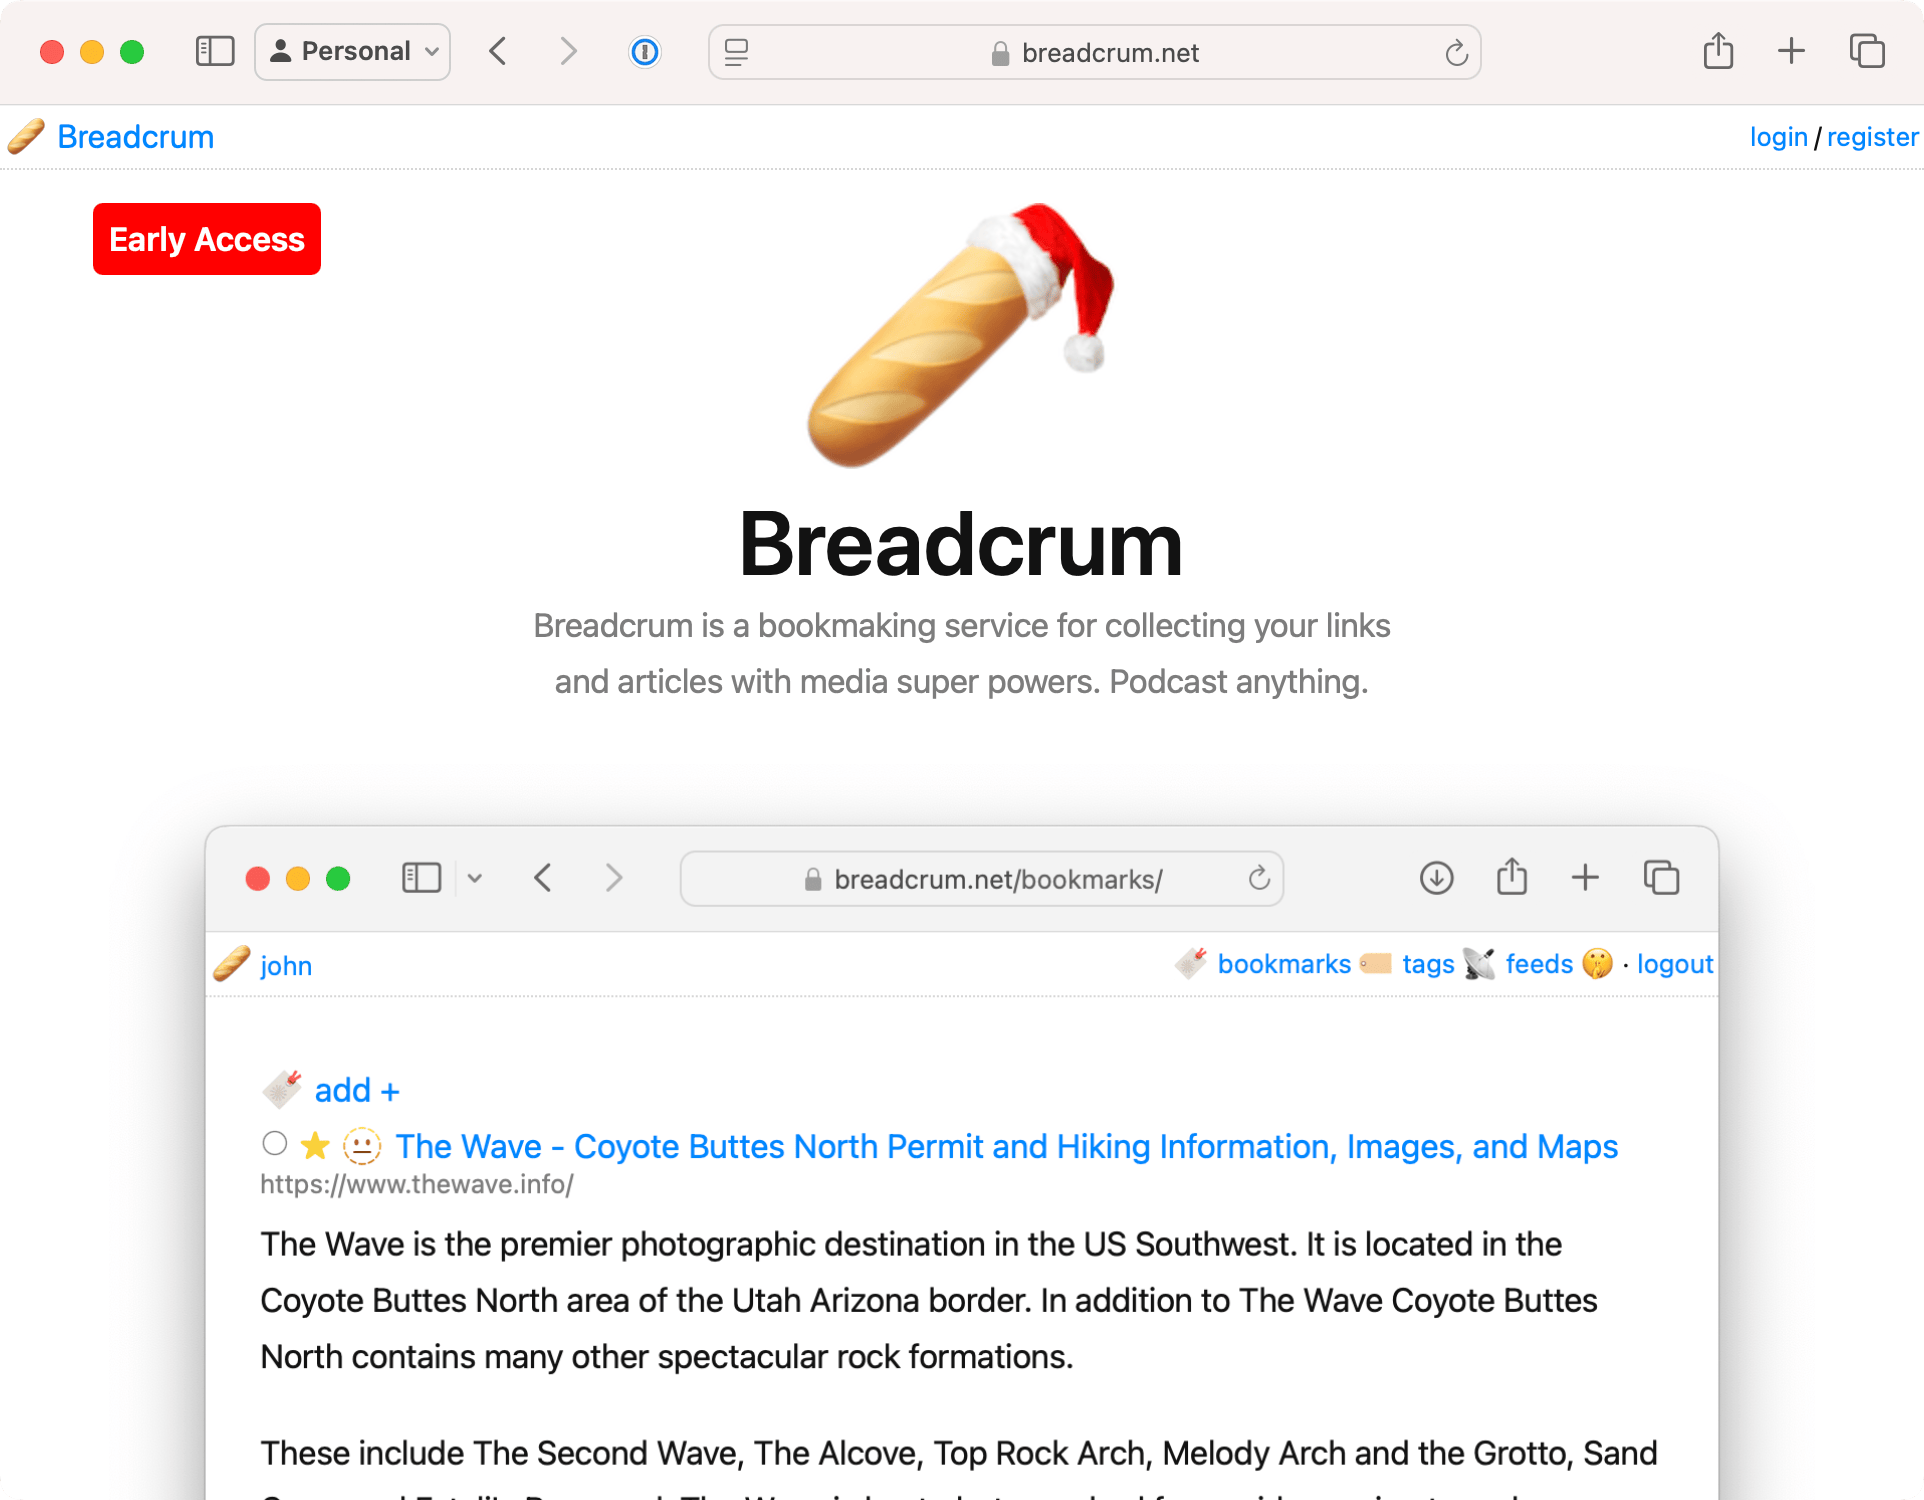 Personal
breadcrum.net
Breadcrum
login / register
Early Access
Breadcrum
Breadcrum is a bookmaking service for collecting your links
and articles with media super powers. Podcast anything.
breadcrum.net/bookmarks/
john
bookmarks tags feeds · logout
add +
The Wave - Coyote Buttes North Permit and Hiking Information, Images, and Maps
https://www.thewave.info/
The Wave is the premier photographic destination in the US Southwest. It is located in the
Coyote Buttes North area of the Utah Arizona border. In addition to The Wave Coyote Buttes
North contains many other spectacular rock formations.
These include The Second Wave, The Alcove, Top Rock Arch, Melody Arch and the Grotto, Sand